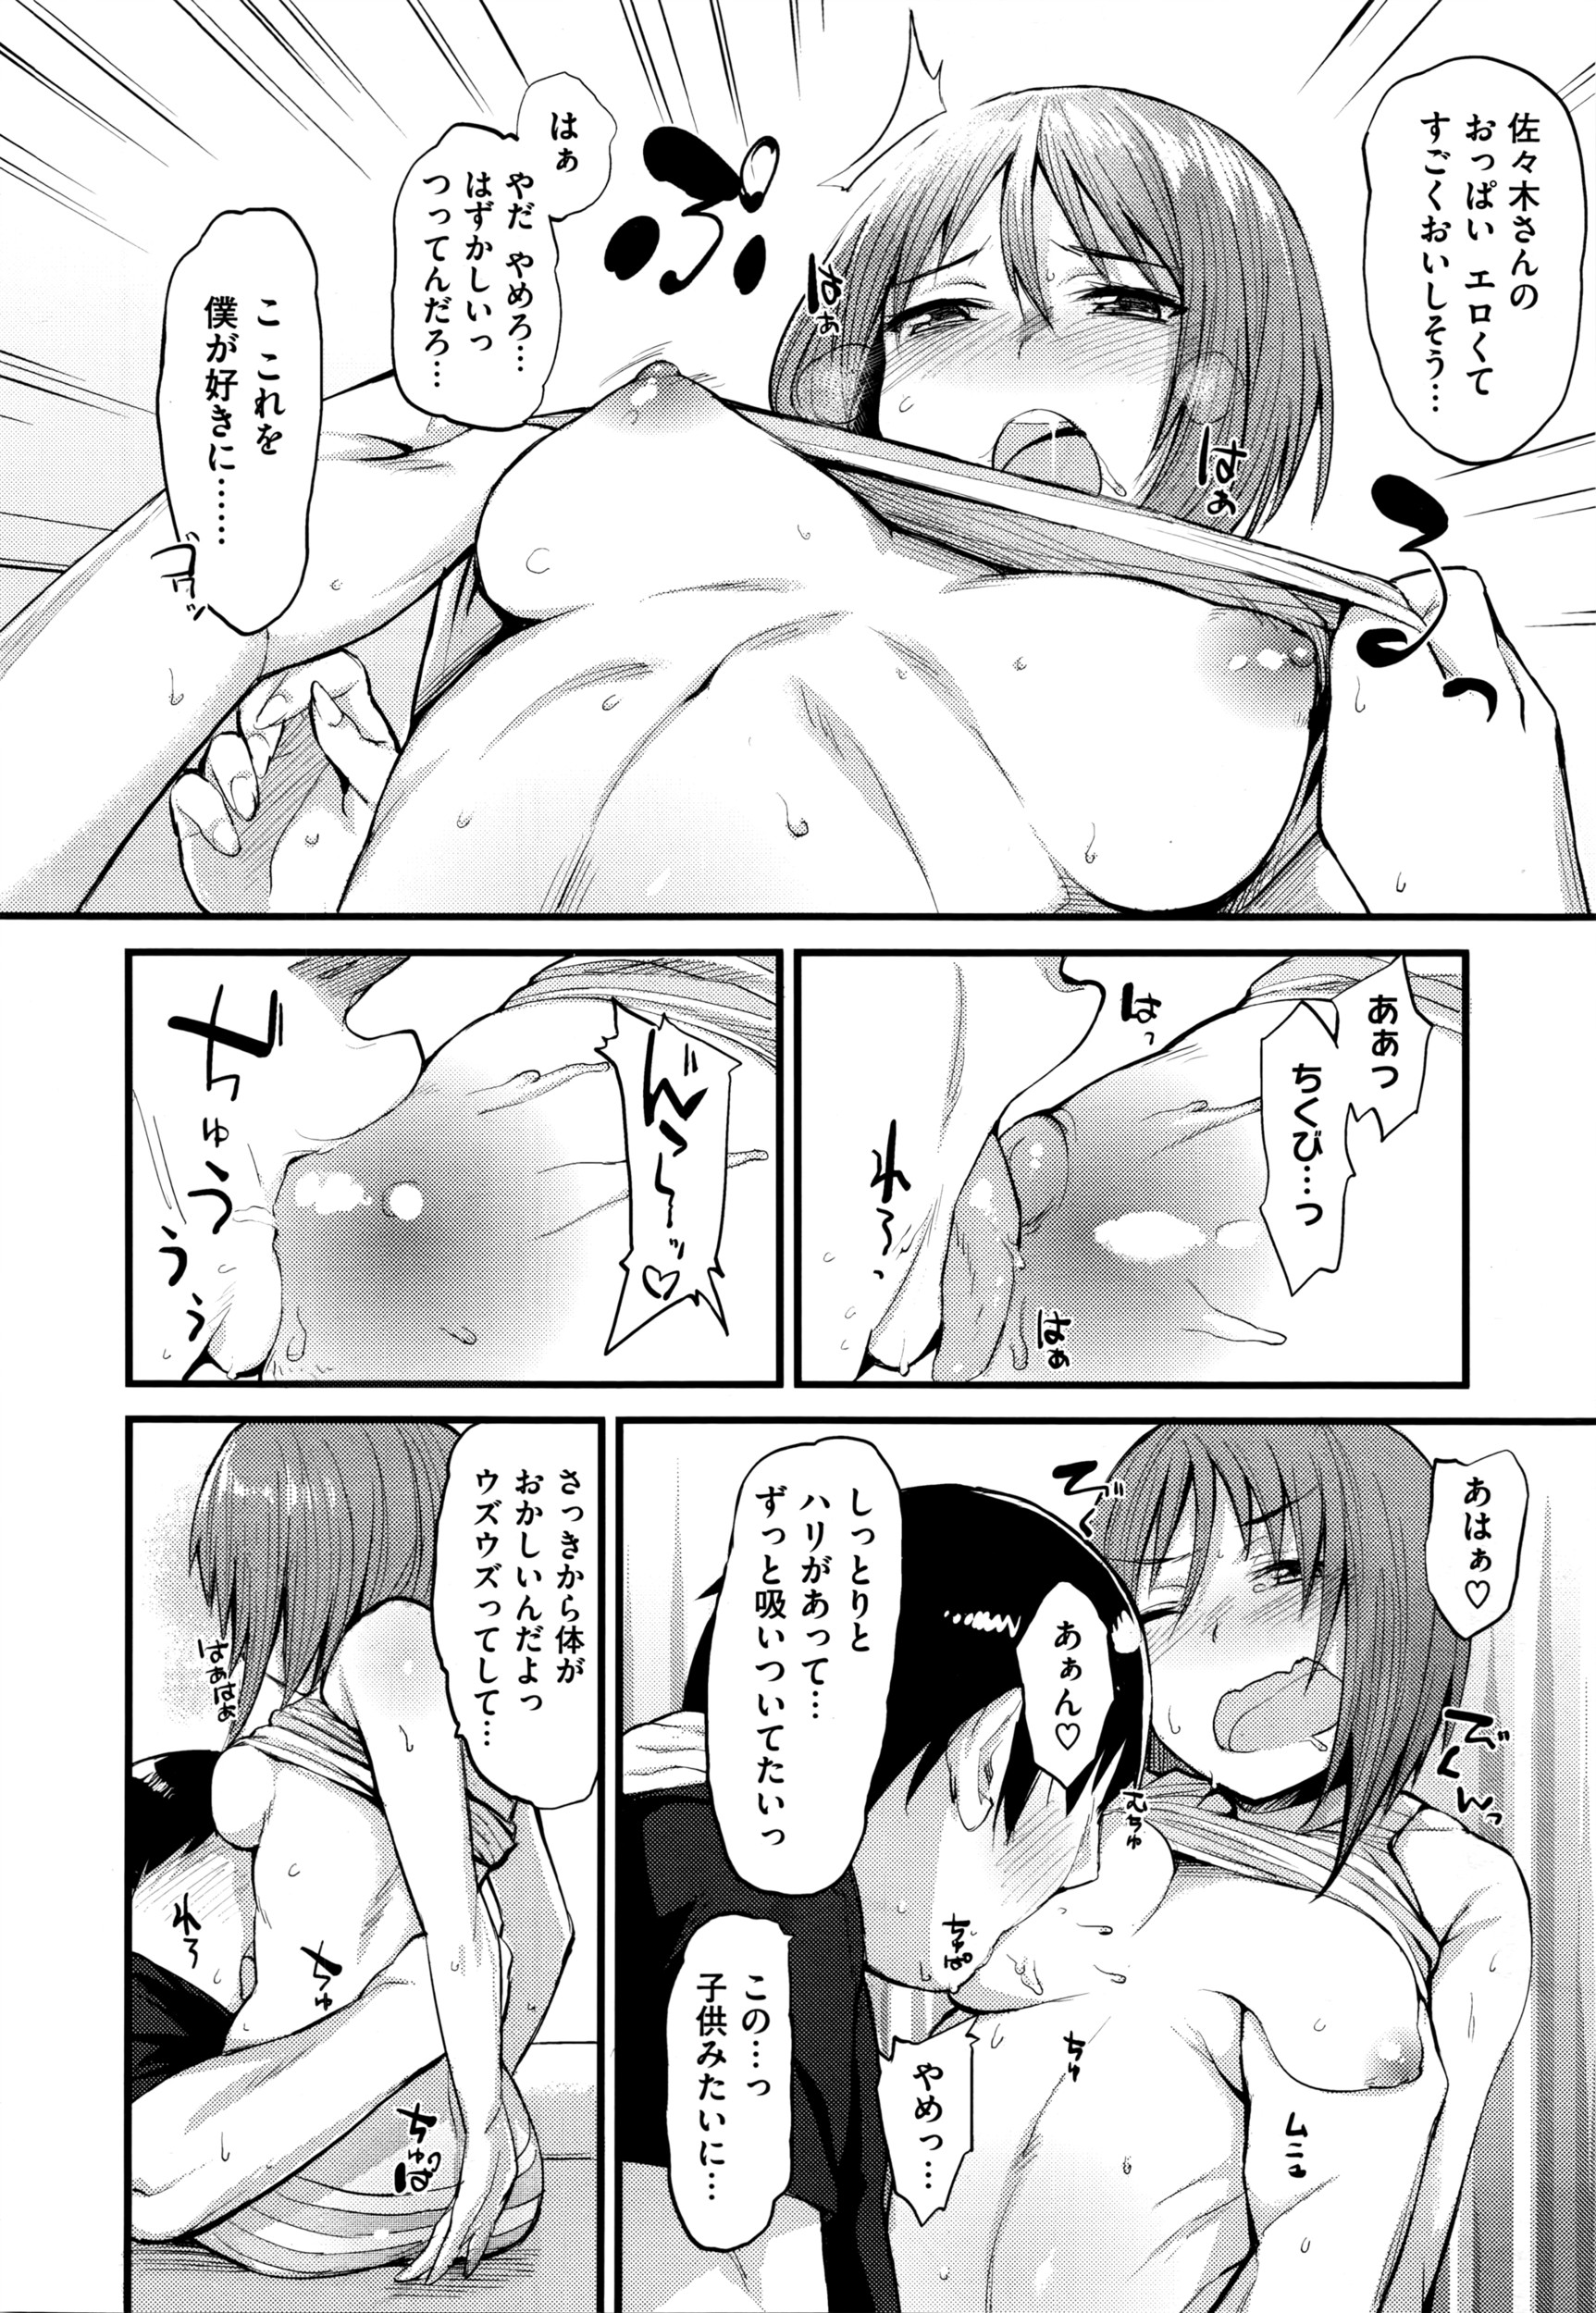 佐々木さんの
おっぱい エロくて
すごくおいしそう…
はぁ
やだ やめろ…
はずかしいっ
つってんだろ…
こ これを
僕が好きに……
ぷ
るっ
はぁ
はぁ
ゴクッ
ああっ
ちくび…っ
はっ
れ～
はぁ
ぢゅううう
ん～ッ♡
あはぁ♡
あぁん♡
しっとりと
ハリがあって…
ずっと吸いついてたいっ
この…っ
子供みたいに…
やめっ…
むちゅ
ちゅぱ
ちゅ
ムニュ
さっきから体が
おかしいんだよっ
ウズウズってして…
はぁはぁ
れろ
ちゅ
ちゅぱっ